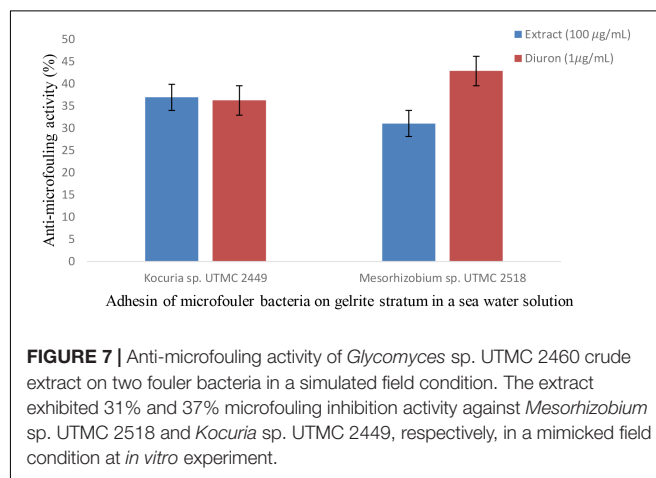 50
45
40
35
30
25
20
15
10
5
0
Anti-microfouling activity (%)
Extract (100 µg/mL)
Diuron (1µg/mL)
Kocuria sp. UTMC 2449 Mesorhizobium sp. UTMC 2518
Adhesin of microfouler bacteria on gelrite stratum in a sea water solution
FIGURE 7 | Anti-microfouling activity of Glycomyces sp. UTMC 2460 crude
extract on two fouler bacteria in a simulated field condition. The extract
exhibited 31% and 37% microfouling inhibition activity against Mesorhizobium
sp. UTMC 2518 and Kocuria sp. UTMC 2449, respectively, in a mimicked field
condition at in vitro experiment.